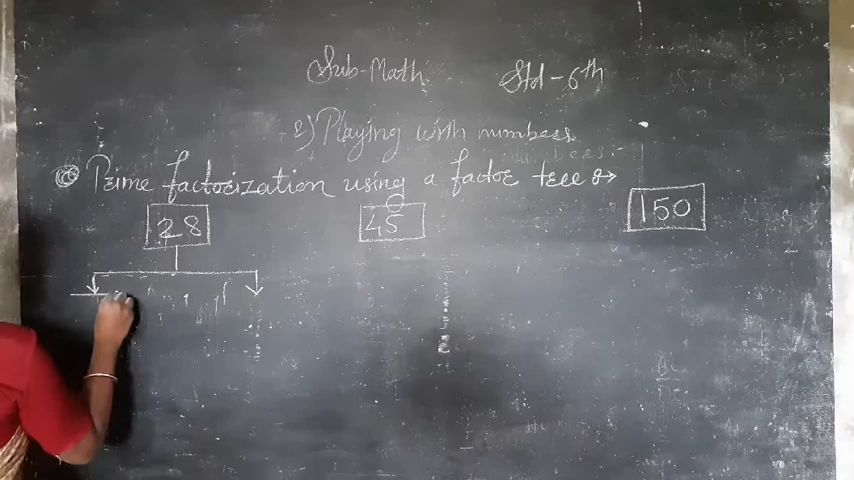 Sub-Math Std-6th
2) Playing with numbers
Prime factorization using a factor tree :→
28 45 150